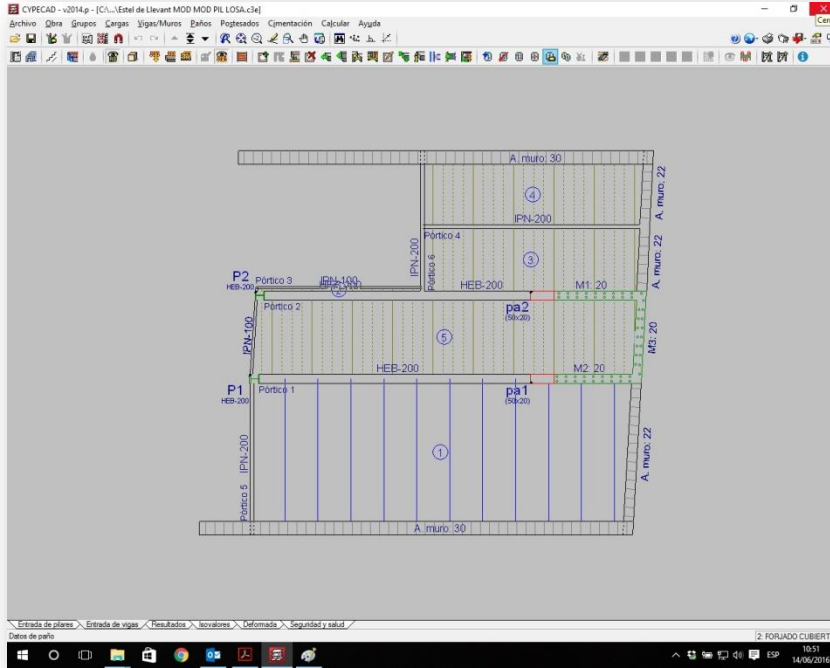 CYPECAD - v2014.p - [C:\...\Estel de Llevant MOD MOD PIL LOSA.c3e]
Cer
Archivo Obra Grupos Cargas Vigas/Muros Paños Postesados Cimentación Calcular Ayuda
A. muro: 30
A. muro: 22
4
IPN-200
Pórtico 4
IPN-200
Pórtico 6
3
A. muro: 22
P2
HEB-200
Pórtico 3
IPN-100
HEB-200
M1: 20
Pórtico 2
pa2
(50x20)
IPN-100
5
M3: 20
HEB-200
M2: 20
P1
HEB-200
Pórtico 1
pa1
(50x20)
IPN-200
1
A. muro: 22
Pórtico 5
A. muro: 30
Entrada de pilares Entrada de vigas Resultados Isovalores Deformada Seguridad y salud
Datos de paño
2: FORJADO CUBIERT
ESP
10:51
14/06/2016